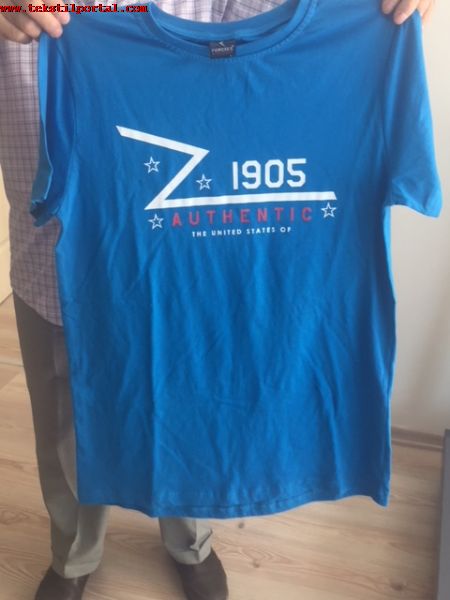 www.tekstilportal.com
1905
AUTHENTIC
THE UNITED STATES OF